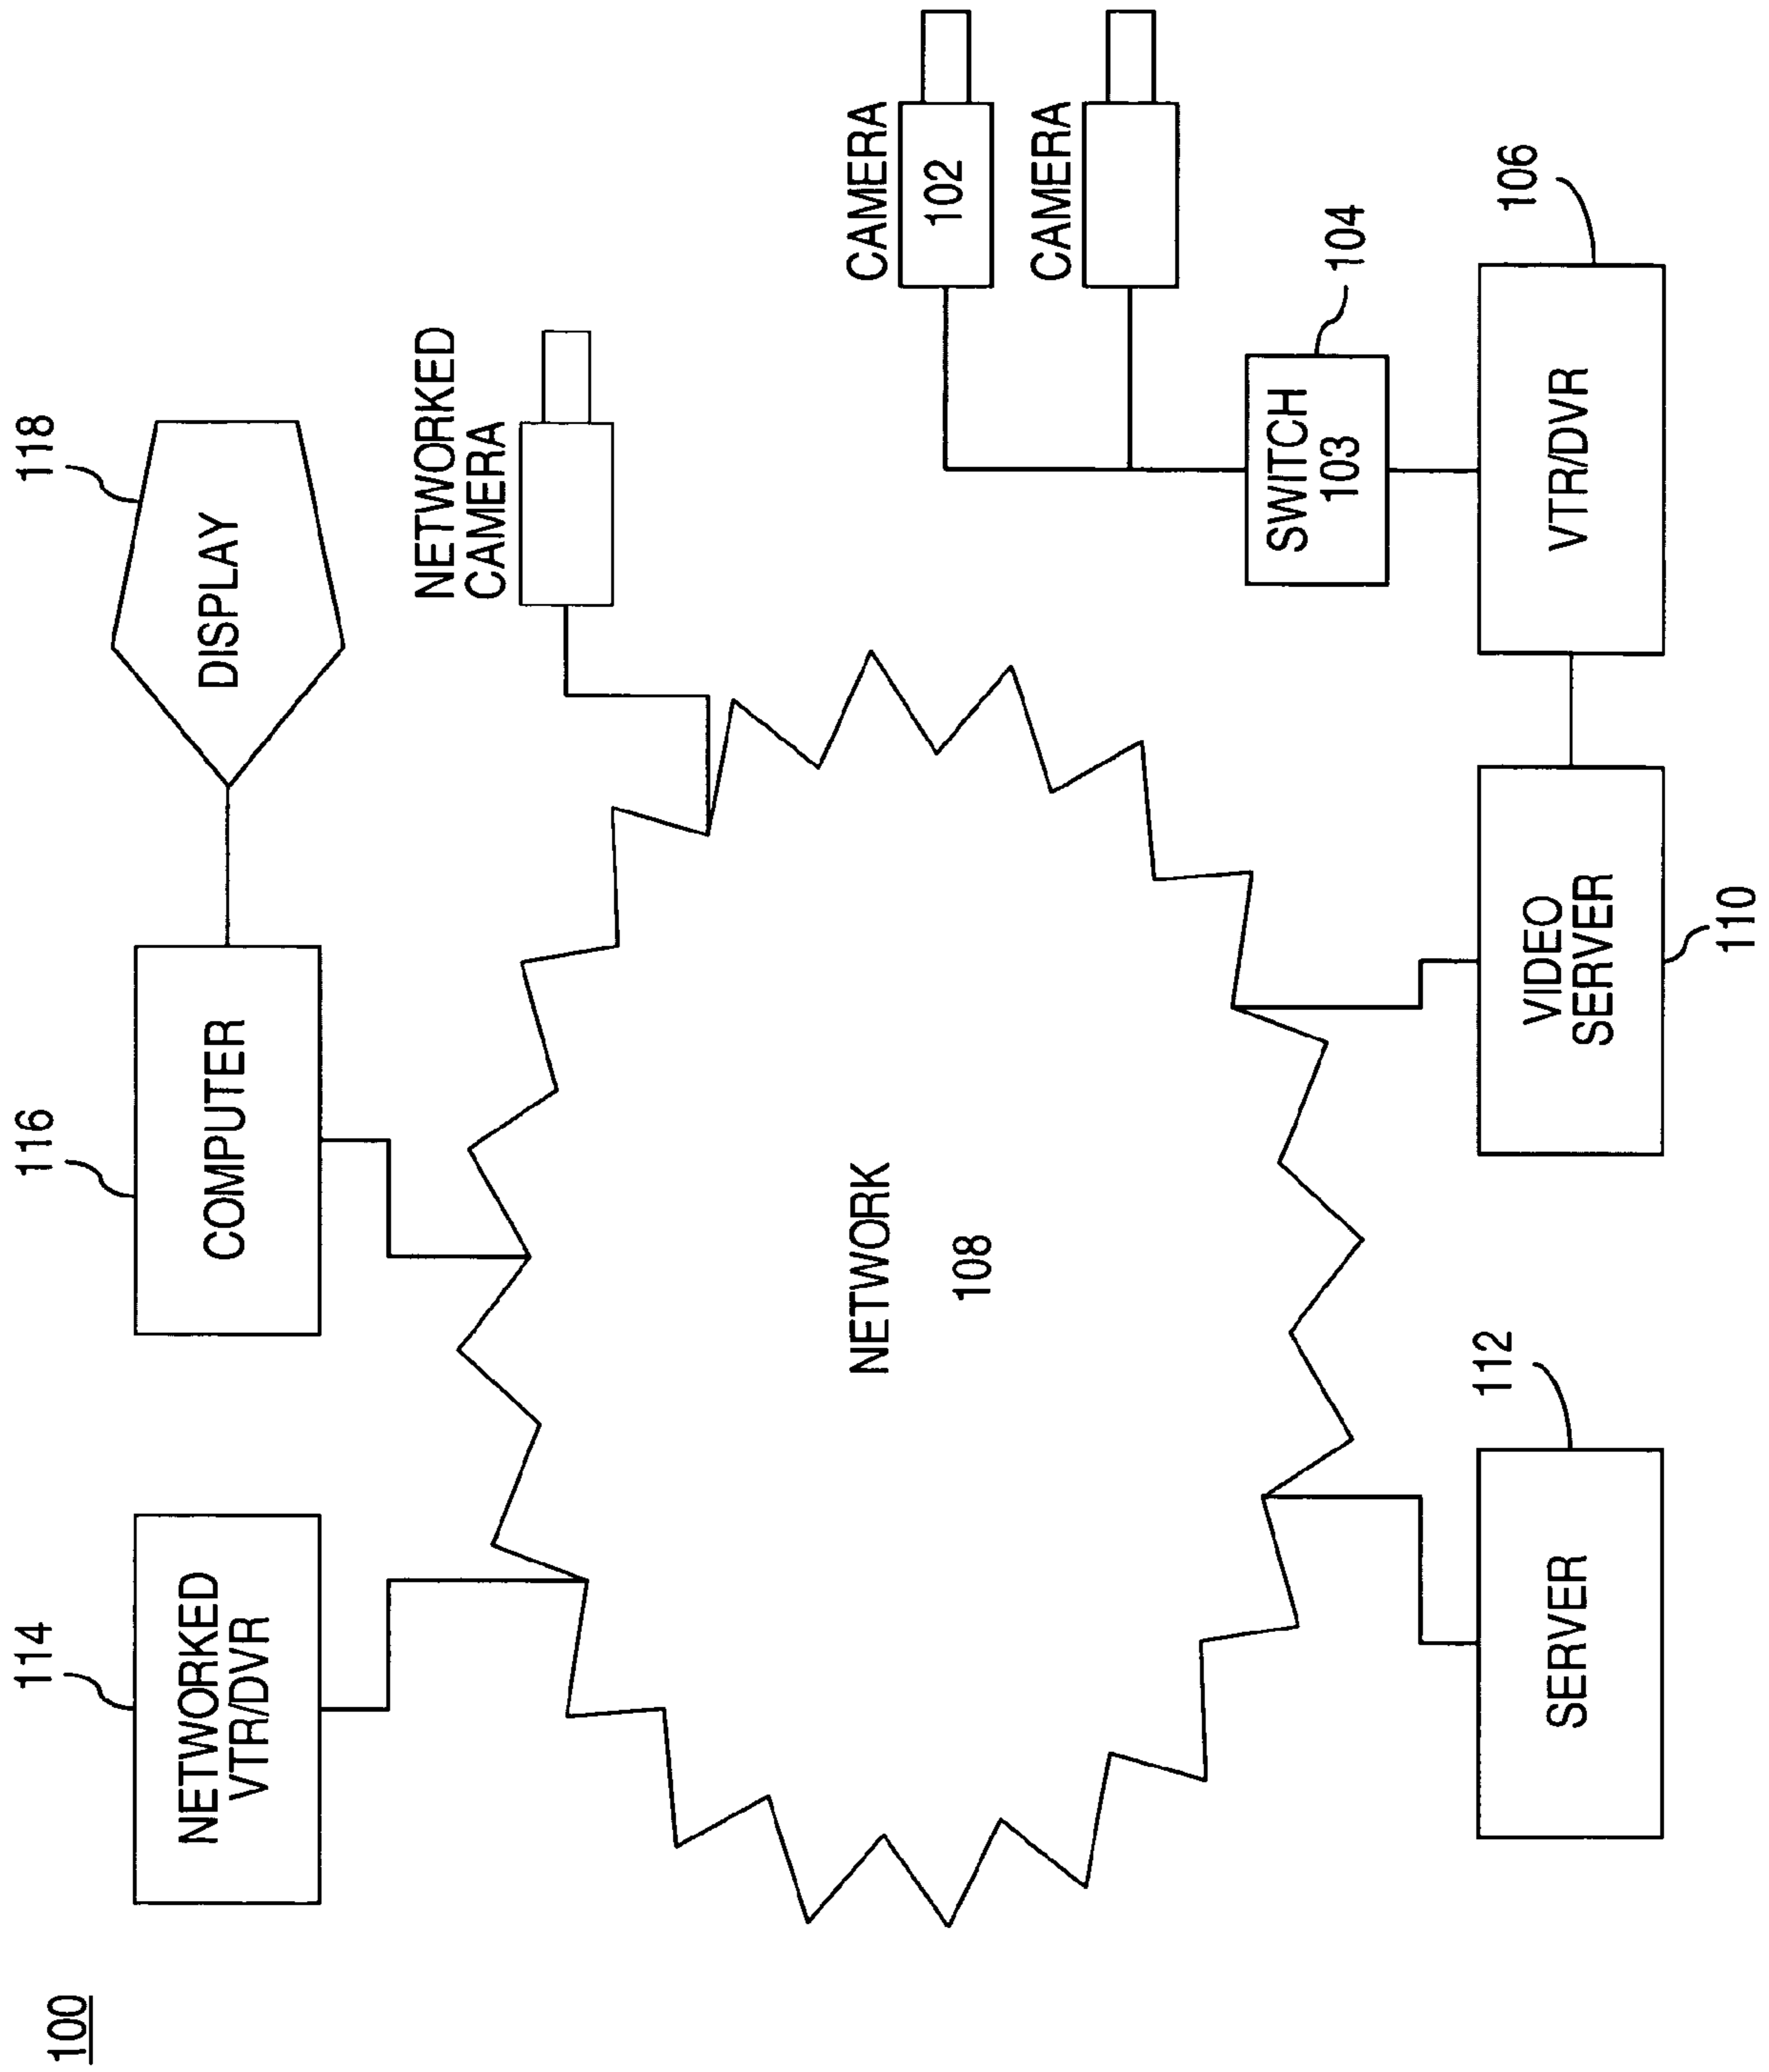 100
114
NETWORKED
VTR/DVR
116
COMPUTER
118
DISPLAY
NETWORKED
CAMERA
NETWORK
108
CAMERA
102
CAMERA
SWITCH
103
104
112
SERVER
VIDEO
SERVER
110
VTR/DVR
106